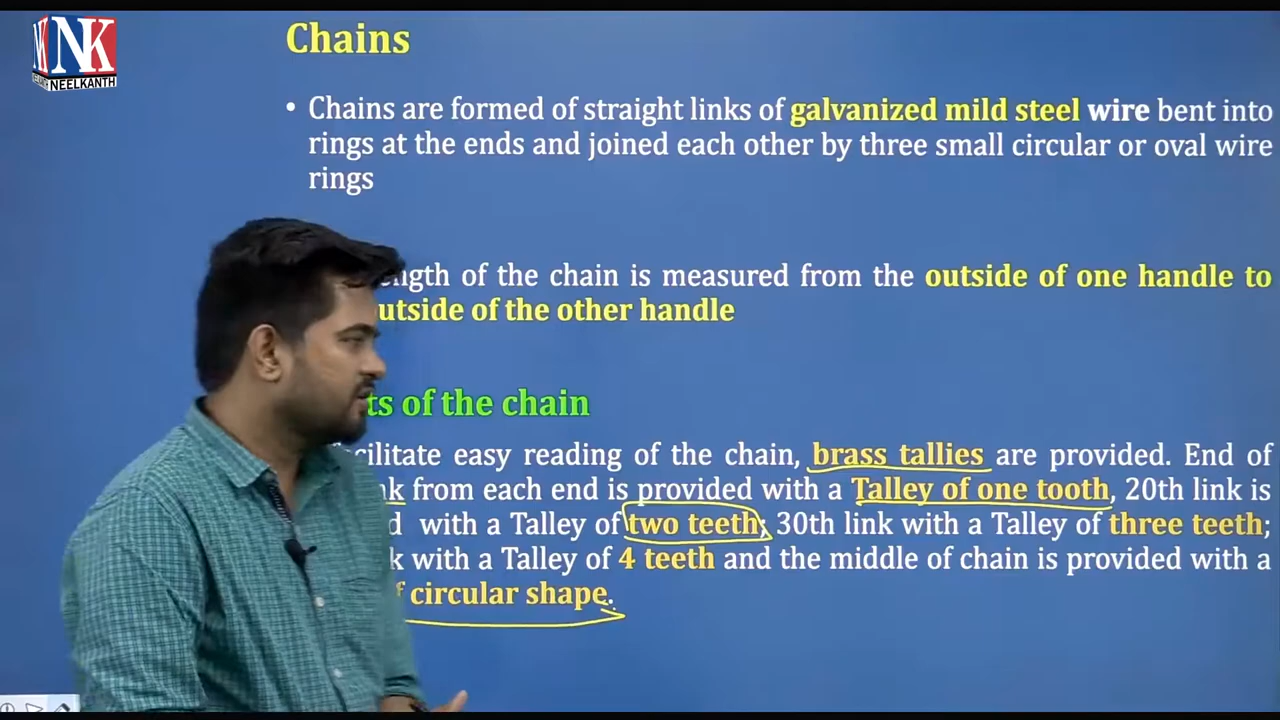 NK
NEELKANTH
Chains
• Chains are formed of straight links of galvanized mild steel wire bent into
rings at the ends and joined each other by three small circular or oval wire
rings
ngth of the chain is measured from the outside of one handle to
utside of the other handle
ts of the chain
cilitate easy reading of the chain, brass tallies are provided. End of
nk from each end is provided with a Talley of one tooth, 20th link is
d with a Talley of two teeth; 30th link with a Talley of three teeth;
k with a Talley of 4 teeth and the middle of chain is provided with a
f circular shape.